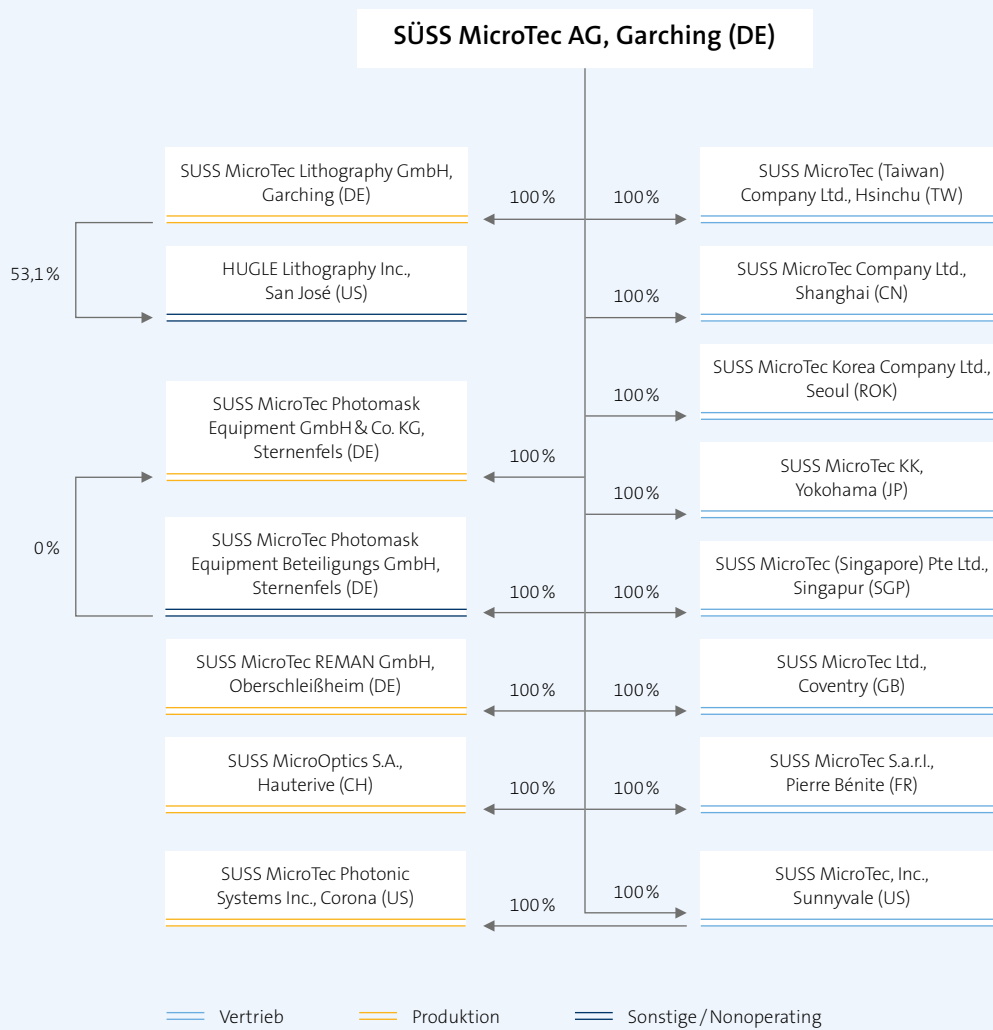 SÜSS MicroTec AG, Garching (DE)
SUSS MicroTec Lithography GmbH,
Garching (DE)
100%
100%
SUSS MicroTec (Taiwan)
Company Ltd., Hsinchu (TW)
53,1%
HUGLE Lithography Inc.,
San José (US)
100%
SUSS MicroTec Company Ltd.,
Shanghai (CN)
100%
SUSS MicroTec Korea Company Ltd.,
Seoul (ROK)
SUSS MicroTec Photomask
Equipment GmbH & Co. KG,
Sternenfels (DE)
100%
100%
SUSS MicroTec KK,
Yokohama (JP)
0%
SUSS MicroTec Photomask
Equipment Beteiligungs GmbH,
Sternenfels (DE)
100%
100%
SUSS MicroTec (Singapore) Pte Ltd.,
Singapur (SGP)
SUSS MicroTec REMAN GmbH,
Oberschleißheim (DE)
100%
100%
SUSS MicroTec Ltd.,
Coventry (GB)
SUSS MicroOptics S.A.,
Hauterive (CH)
100%
100%
SUSS MicroTec S.a.r.l.,
Pierre Bénite (FR)
SUSS MicroTec Photonic
Systems Inc., Corona (US)
100%
100%
SUSS MicroTec, Inc.,
Sunnyvale (US)
Vertrieb
Produktion
Sonstige / Nonoperating